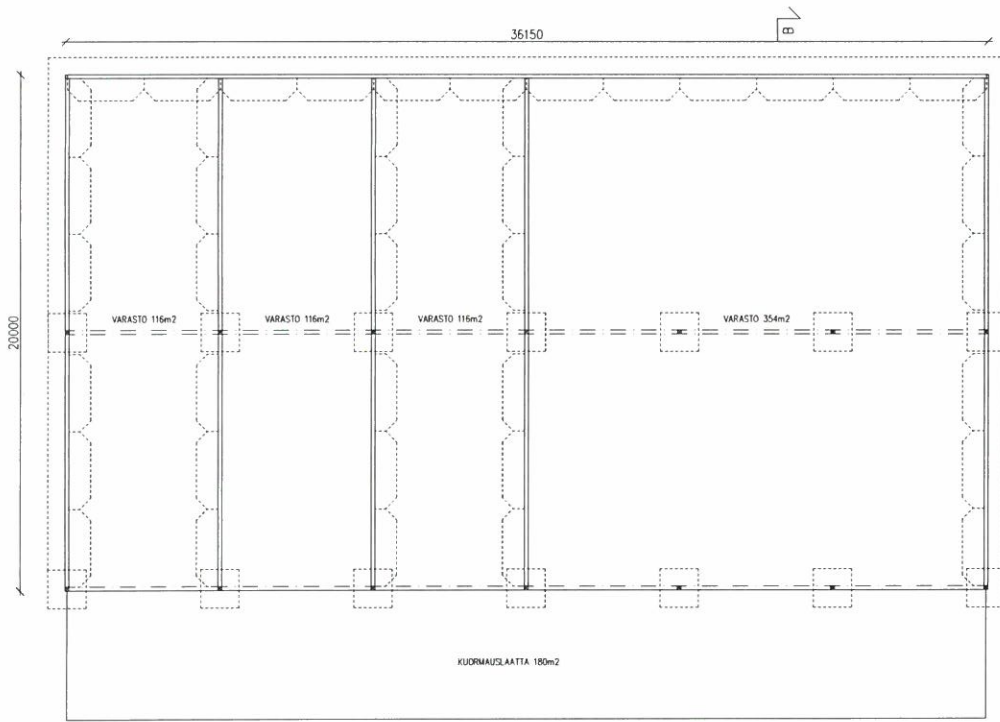 36150
B
20000
VARASTO 116m2
VARASTO 116m2
VARASTO 116m2
VARASTO 354m2
KUORMAUSLAATTA 180m2